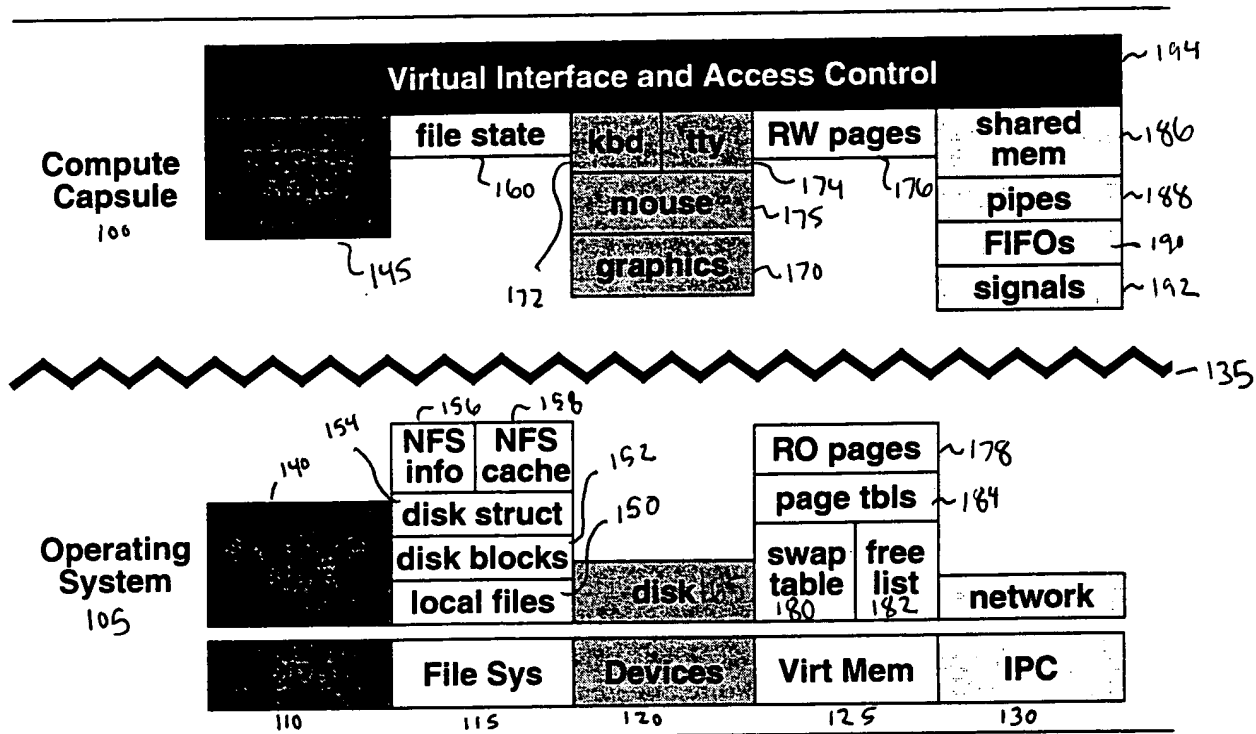 Virtual Interface and Access Control
194
Compute
Capsule
100
145
file state
160
kbd
tty
172
174
mouse
175
graphics
170
RW pages
176
shared
mem
186
pipes
188
FIFOs
190
signals
192
135
Operating
System
105
140
154
156
158
NFS
info
NFS
cache
152
disk struct
150
disk blocks
local files
disk
RO pages
178
page tbls
184
swap
table
180
free
list
182
network
File Sys
Devices
Virt Mem
IPC
110
115
120
125
130